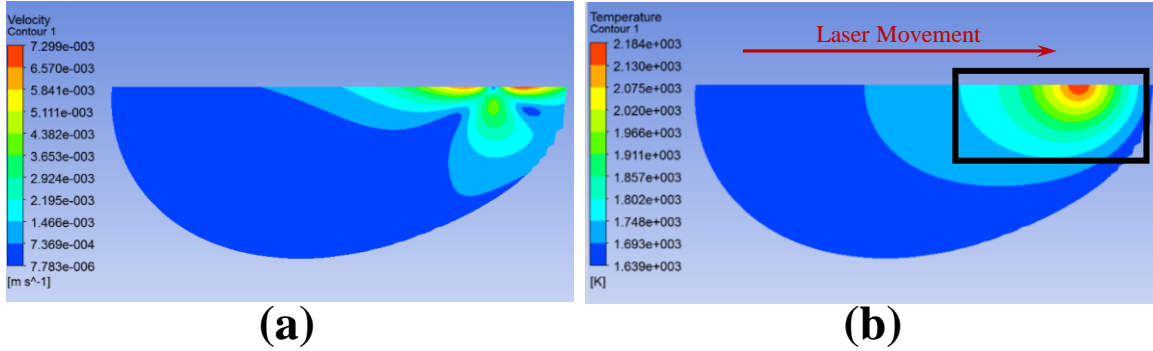 Velocity
Contour 1
7.299e-003
6.570e-003
5.841e-003
5.111e-003
4.382e-003
3.653e-003
2.924e-003
2.195e-003
1.466e-003
7.369e-004
7.783e-006
[m s^-1]
(a)
Temperature
Contour 1
Laser Movement
2.184e+003
2.130e+003
2.075e+003
2.020e+003
1.966e+003
1.911e+003
1.857e+003
1.802e+003
1.748e+003
1.693e+003
1.639e+003
[K]
(b)